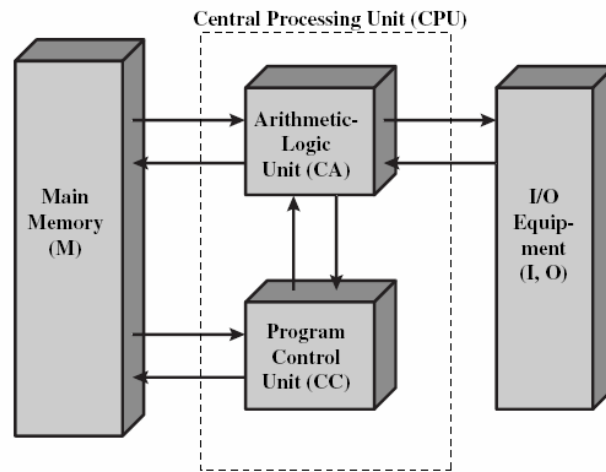 Central Processing Unit (CPU)
Main
Memory
(M)
Arithmetic-
Logic
Unit (CA)
Program
Control
Unit (CC)
I/O
Equip-
ment
(I, O)